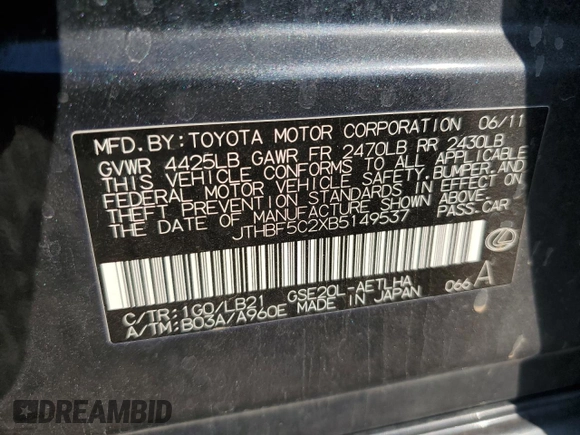 MFD. BY: TOYOTA MOTOR CORPORATION 06/11
GVWR 4425LB GAWR FR 2470LB RR 2430LB
THIS VEHICLE CONFORMS TO ALL APPLICABLE
FEDERAL MOTOR VEHICLE SAFETY, BUMPER, AND
THEFT PREVENTION STANDARDS IN EFFECT ON
THE DATE OF MANUFACTURE SHOWN ABOVE.
JTHBF5C2XB5149537 PASS-CAR
C/TR: 1G0/LB21 GSE20L-AETLHA 066 A
A/TM: B03A/A960E MADE IN JAPAN
DREAMBID